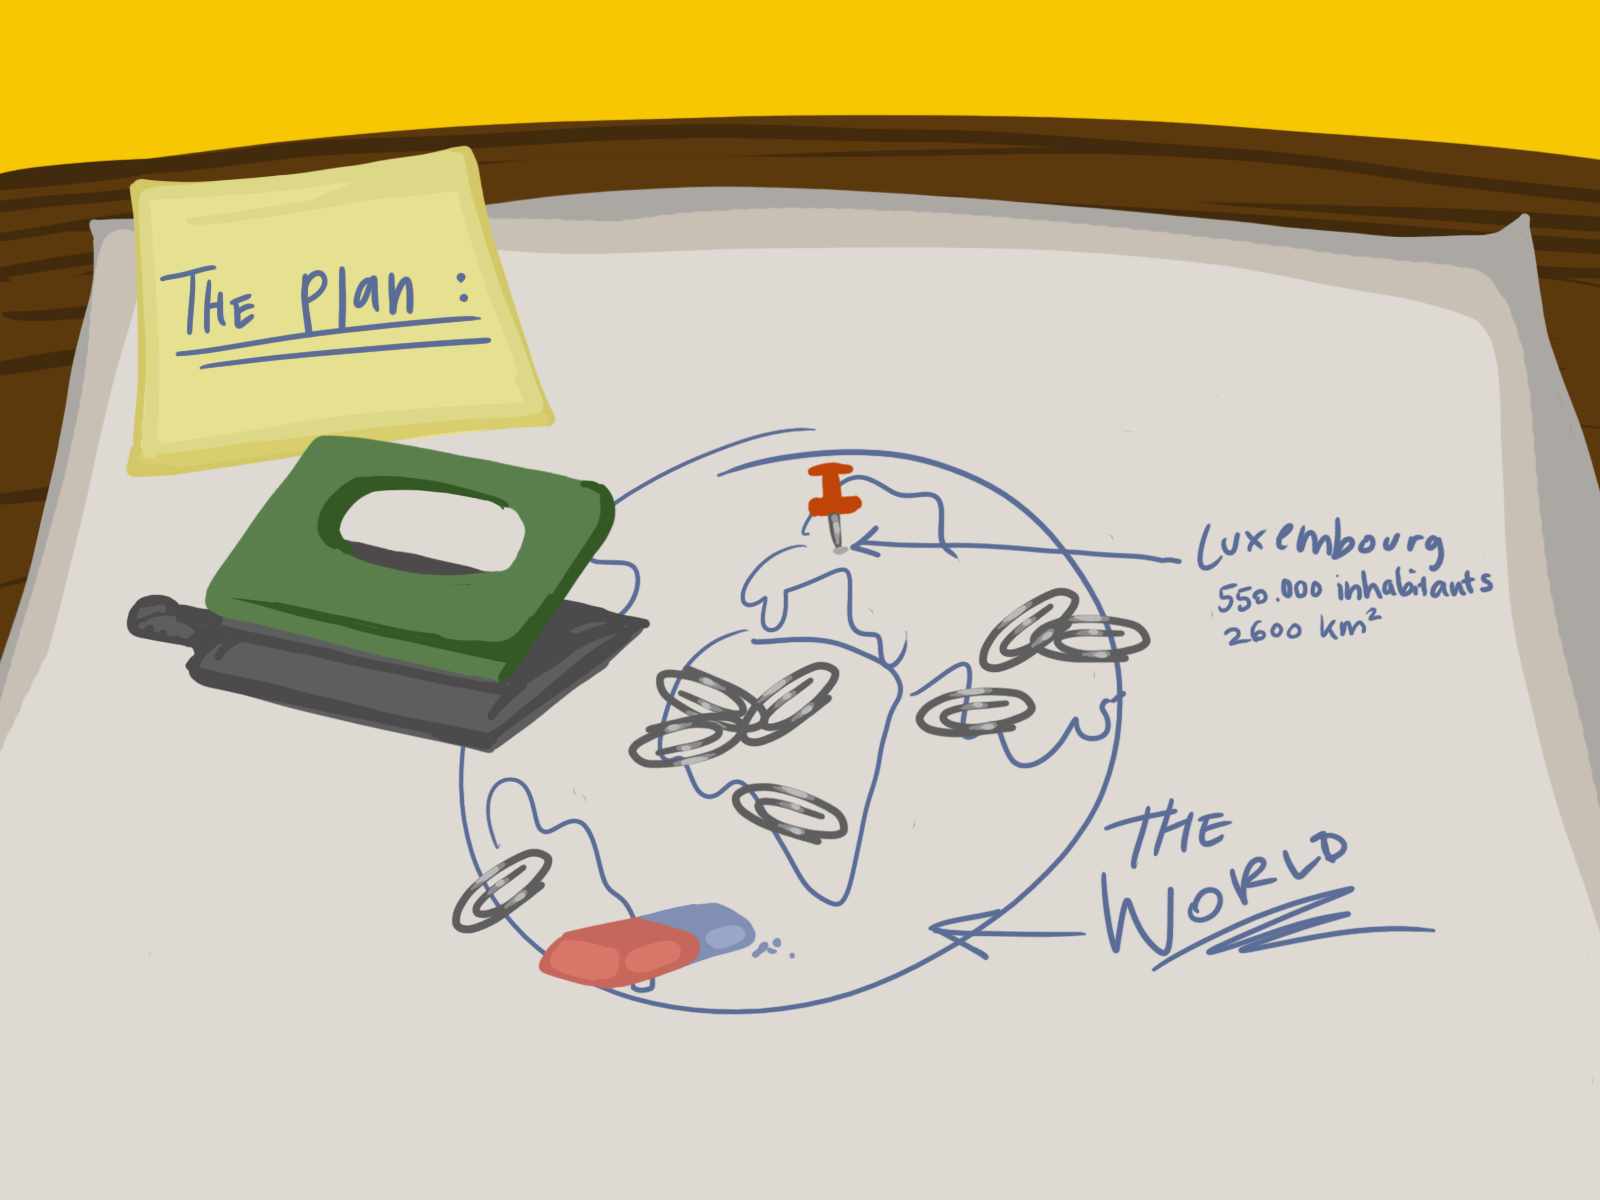 The Plan :
Luxembourg
550.000 inhabitants
2600 km²
THE
WORLD